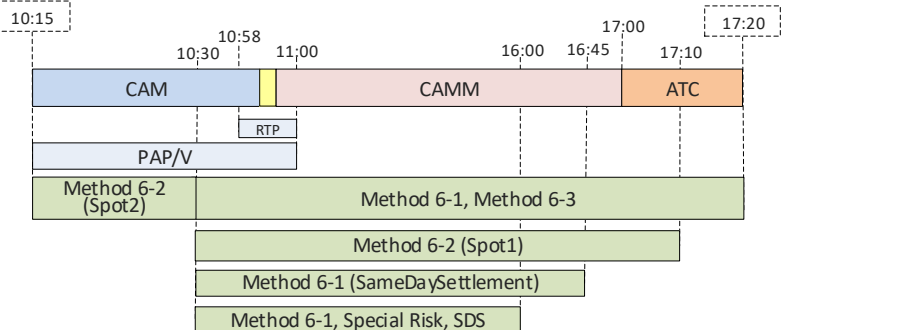 10:15
17:20
17:00
10:58
10:30
11:00
16:00
16:45
17:10
CAM
CAMM
ATC
RTP
PAP/V
Method 6-2
(Spot2)
Method 6-1, Method 6-3
Method 6-2 (Spot1)
Method 6-1 (SameDaySettlement)
Method 6-1, Special Risk, SDS